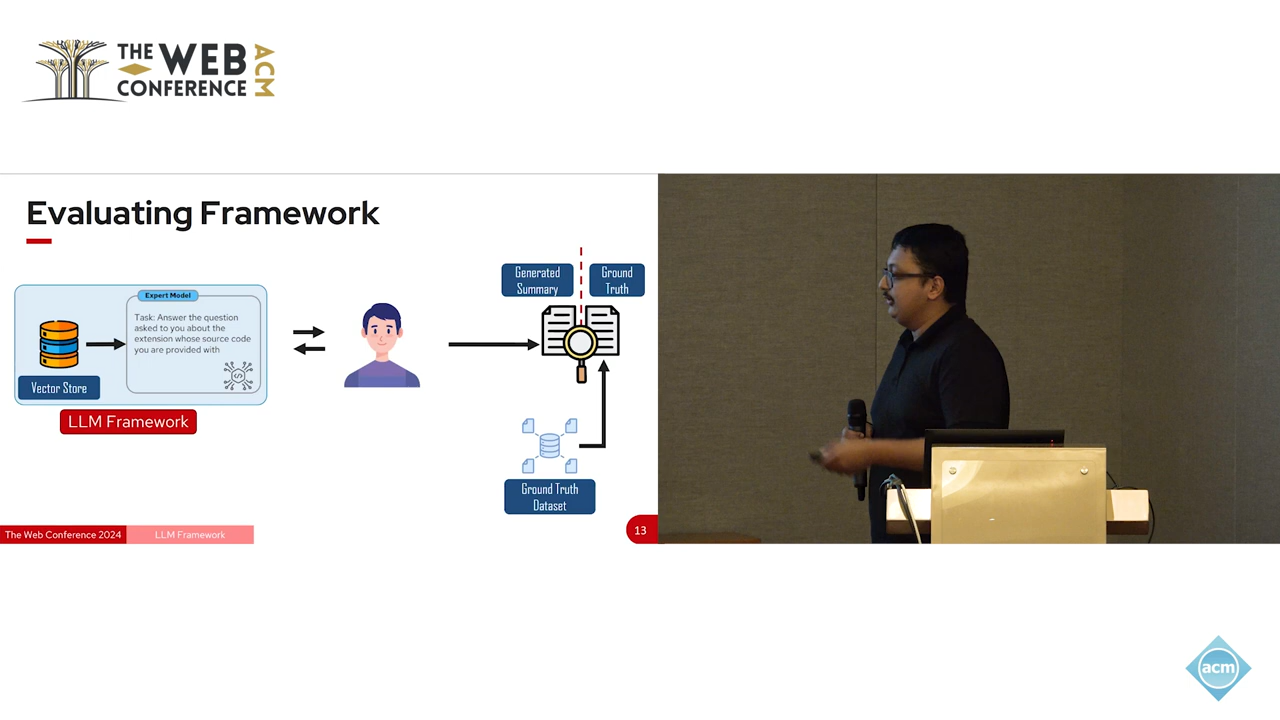 THE WEB
CONFERENCE
ACM
Evaluating Framework
Expert Model
Task: Answer the question
asked to you about the
extension whose source code
you are provided with
Vector Store
LLM Framework
Generated
Summary
Ground
Truth
Ground Truth
Dataset
The Web Conference 2024
LLM Framework
13
acm